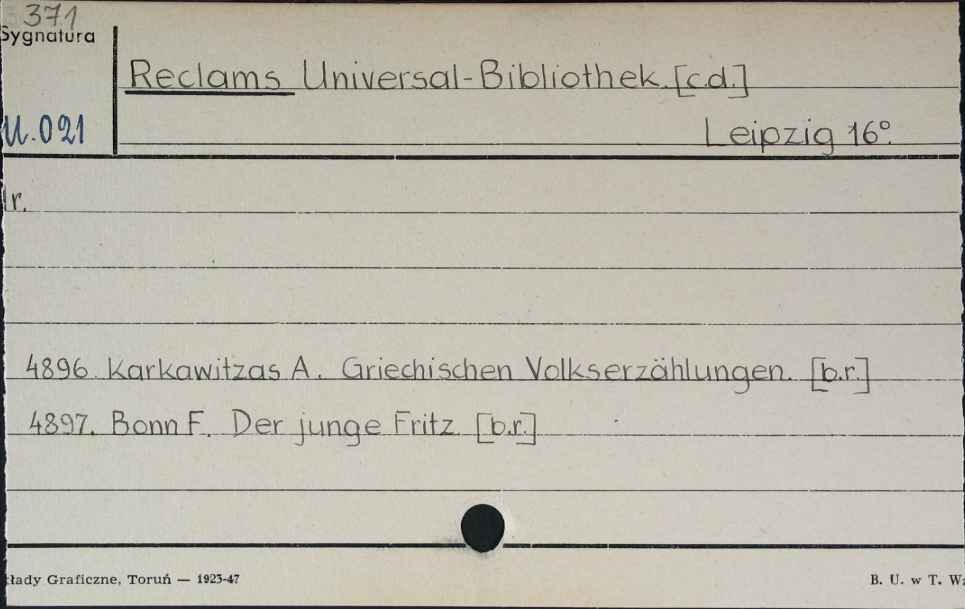 371
Sygnatura
Reclams Universal-Bibliothek. [c.d.]
U.021
Leipzig 16°.
r.
4896. Karkawitzas A. Griechischen Volkserzählungen. [b.r.]
4897. Bonn F. Der junge Fritz. [b.r.]
łady Graficzne, Toruń — 1923-47
B. U. w T. W